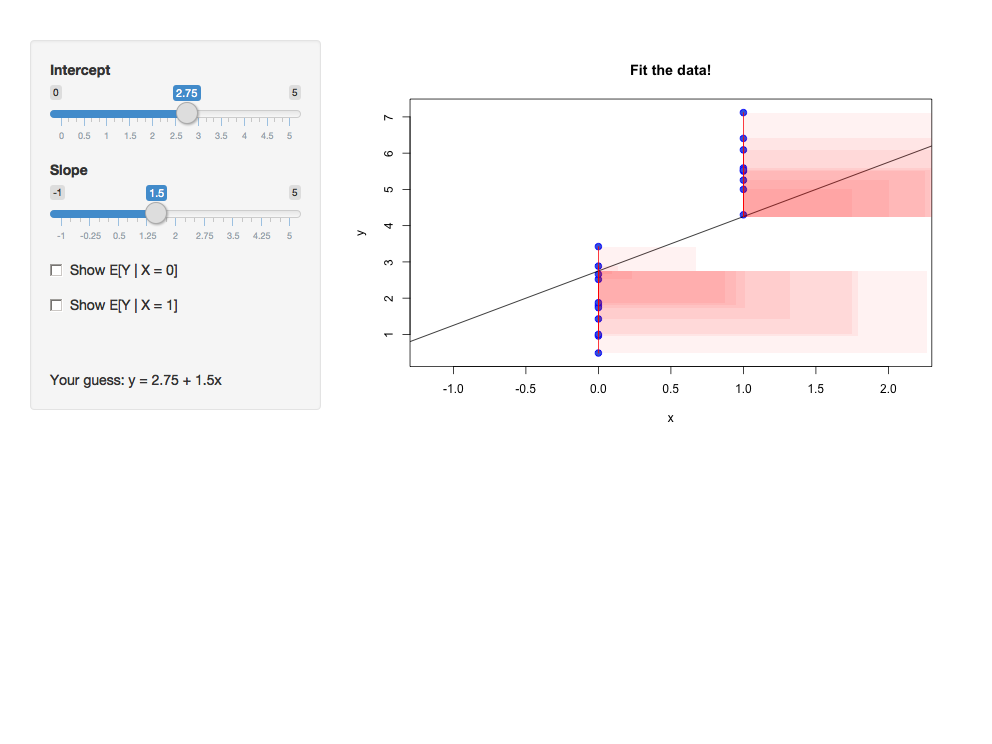 Intercept
0 2.75 5
0 0.5 1 1.5 2 2.5 3 3.5 4 4.5 5
Slope
-1 1.5 5
-1 -0.25 0.5 1.25 2 2.75 3.5 4.25 5
Show E[Y | X = 0]
Show E[Y | X = 1]
Your guess: y = 2.75 + 1.5x
Fit the data!
7
6
5
4
3
2
1
y
-1.0 -0.5 0.0 0.5 1.0 1.5 2.0
x